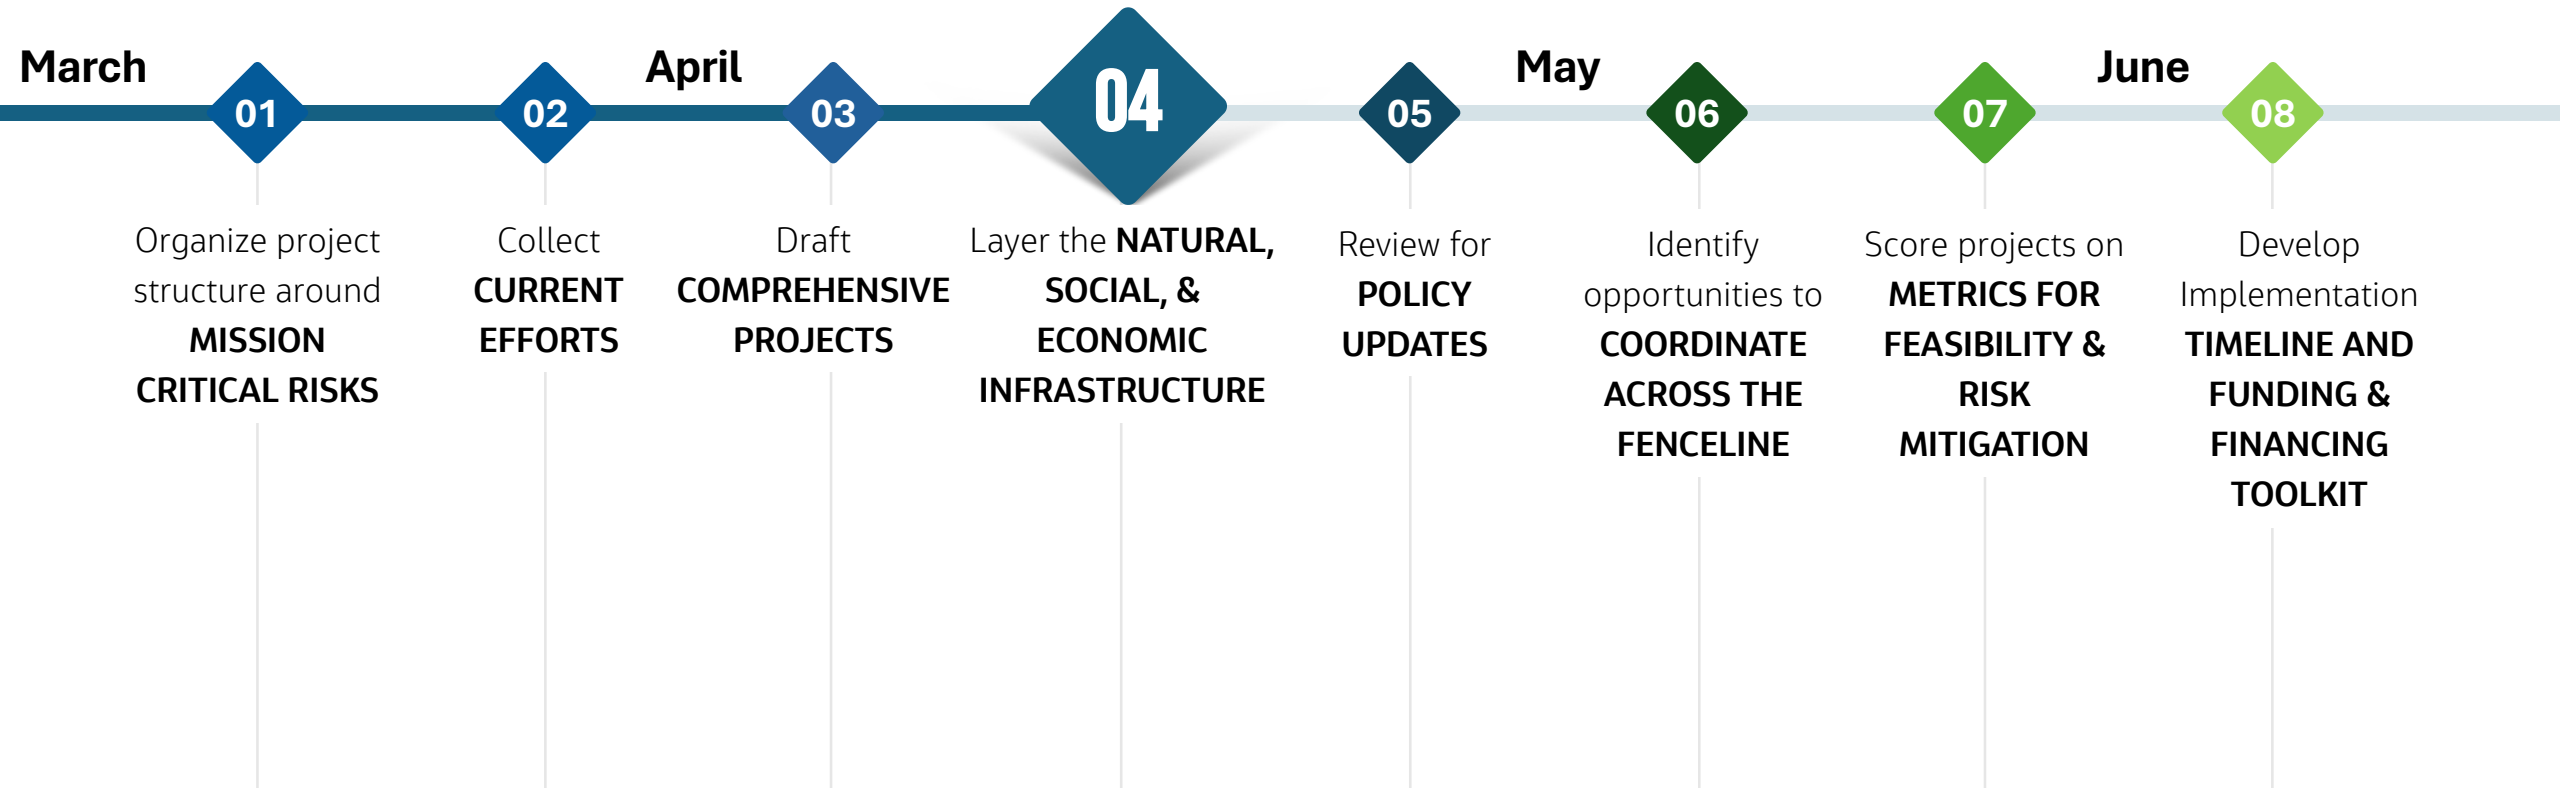 March
April
May
June
01
02
03
04
05
06
07
08
Organize project
structure around
MISSION
CRITICAL RISKS
Collect
CURRENT
EFFORTS
Draft
COMPREHENSIVE
PROJECTS
Layer the NATURAL,
SOCIAL, &
ECONOMIC
INFRASTRUCTURE
Review for
POLICY
UPDATES
Identify
opportunities to
COORDINATE
ACROSS THE
FENCELINE
Score projects on
METRICS FOR
FEASIBILITY &
RISK
MITIGATION
Develop
Implementation
TIMELINE AND
FUNDING &
FINANCING
TOOLKIT